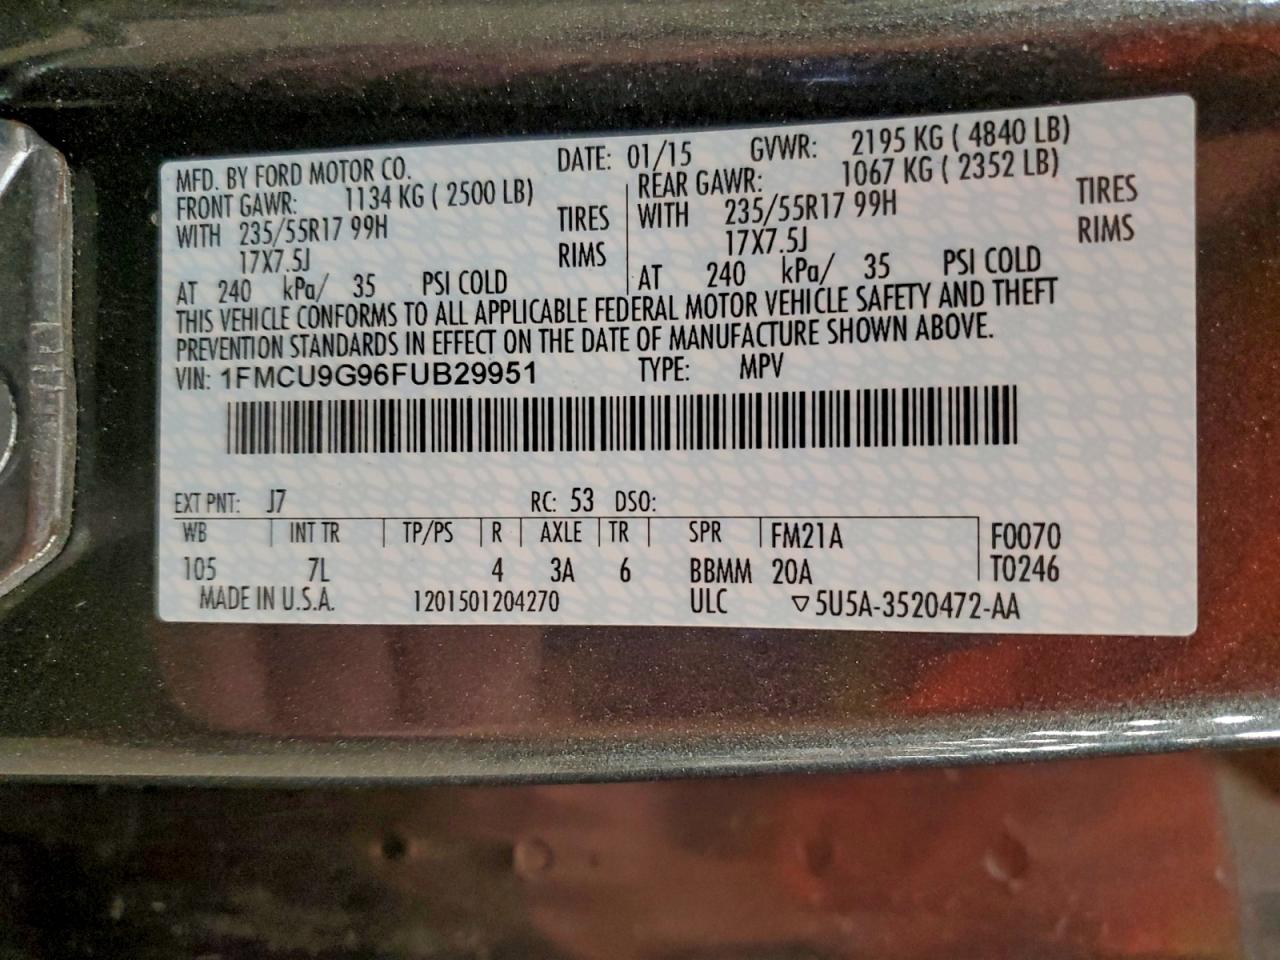 MFD. BY FORD MOTOR CO. DATE: 01/15 GVWR: 2195 KG ( 4840 LB)
FRONT GAWR: 1134 KG ( 2500 LB) REAR GAWR: 1067 KG ( 2352 LB)
WITH 235/55R17 99H TIRES WITH 235/55R17 99H TIRES
17X7.5J RIMS 17X7.5J RIMS
AT 240 kPa/ 35 PSI COLD AT 240 kPa/ 35 PSI COLD
THIS VEHICLE CONFORMS TO ALL APPLICABLE FEDERAL MOTOR VEHICLE SAFETY AND THEFT
PREVENTION STANDARDS IN EFFECT ON THE DATE OF MANUFACTURE SHOWN ABOVE.
VIN: 1FMCU9G96FUB29951 TYPE: MPV
EXT PNT: J7 RC: 53 DSO:
WB INT TR TP/PS R AXLE TR SPR FM21A F0070
105 7L 4 3A 6 BBMM 20A T0246
MADE IN U.S.A. 1201501204270 ULC ▽5U5A-3520472-AA